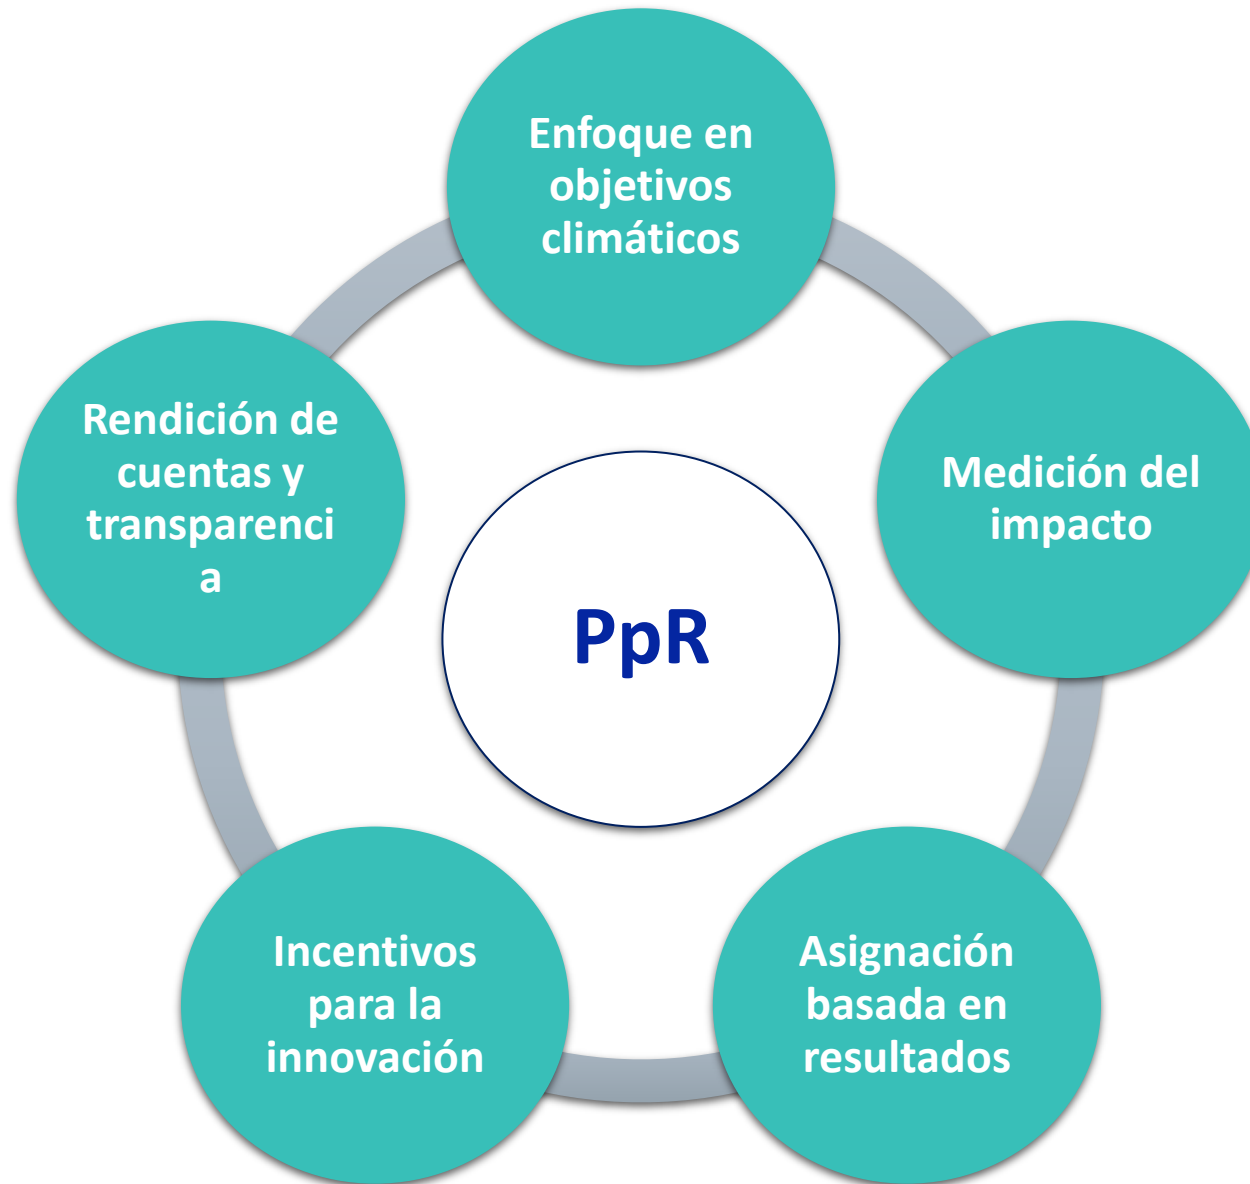 Enfoque en
objetivos
climáticos
Medición del
impacto
Asignación
basada en
resultados
Incentivos
para la
innovación
Rendición de
cuentas y
transparenci
a
PpR